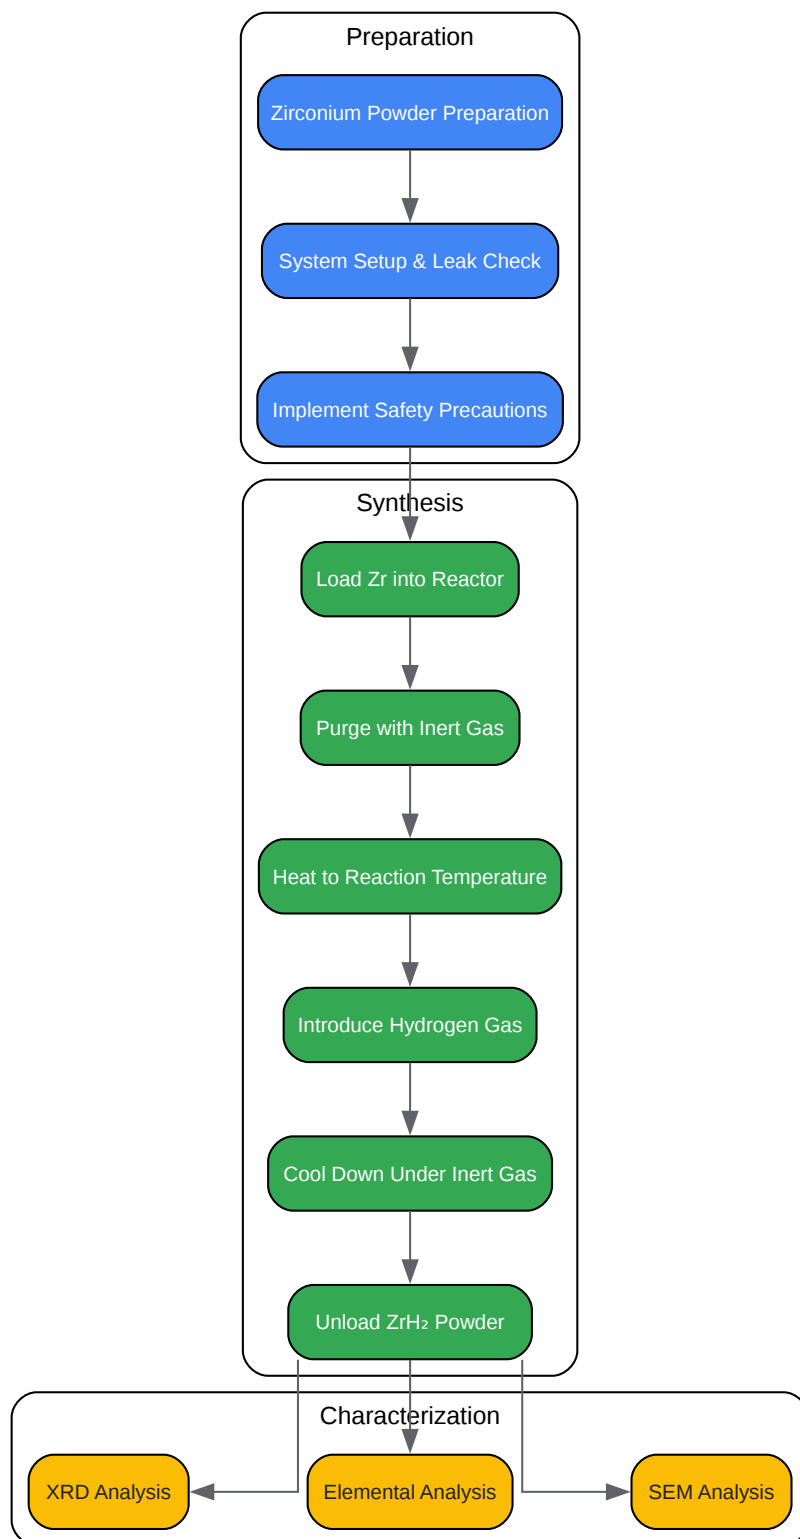 Preparation
Zirconium Powder Preparation
System Setup & Leak Check
Implement Safety Precautions
Synthesis
Load Zr into Reactor
Purge with Inert Gas
Heat to Reaction Temperature
Introduce Hydrogen Gas
Cool Down Under Inert Gas
Unload ZrH₂ Powder
Characterization
XRD Analysis
Elemental Analysis
SEM Analysis